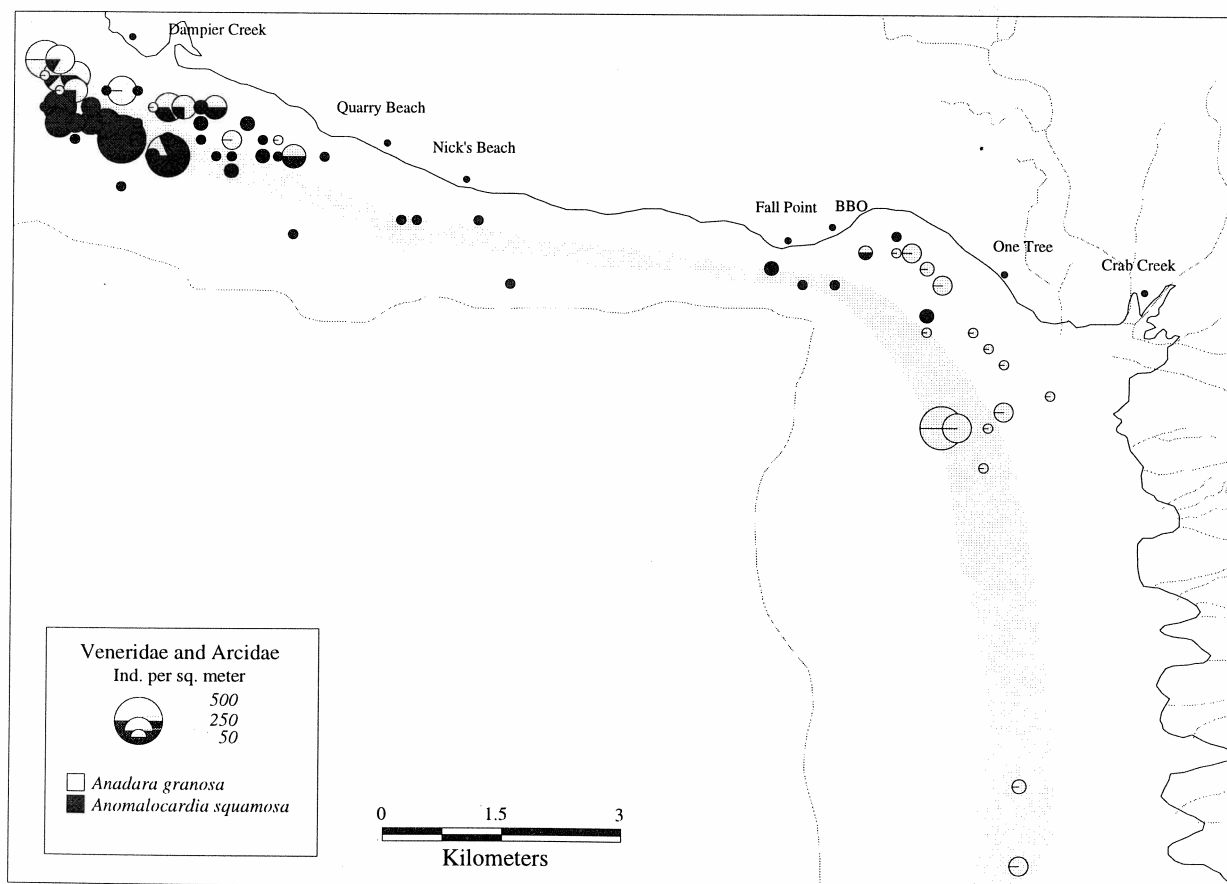 Dampier Creek
Quarry Beach
Nick's Beach
Fall Point
BBO
One Tree
Crab Creek
Veneridae and Arcidae
Ind. per sq. meter
500
250
50
Anadara granosa
Anomalocardia squamosa
0 1.5 3
Kilometers